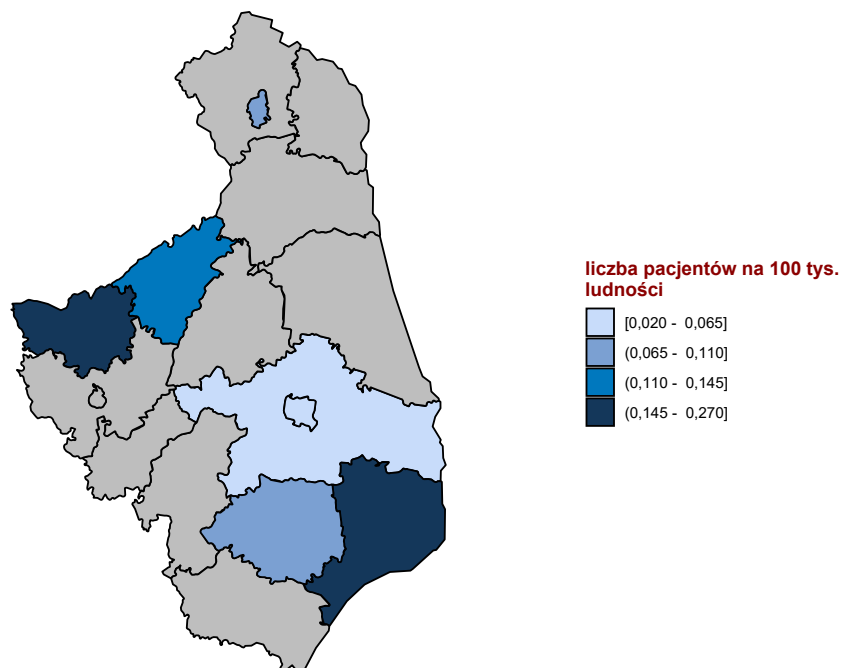 liczba pacjentów na 100 tys.
ludności
[0,020 - 0,065]
(0,065 - 0,110]
(0,110 - 0,145]
(0,145 - 0,270]